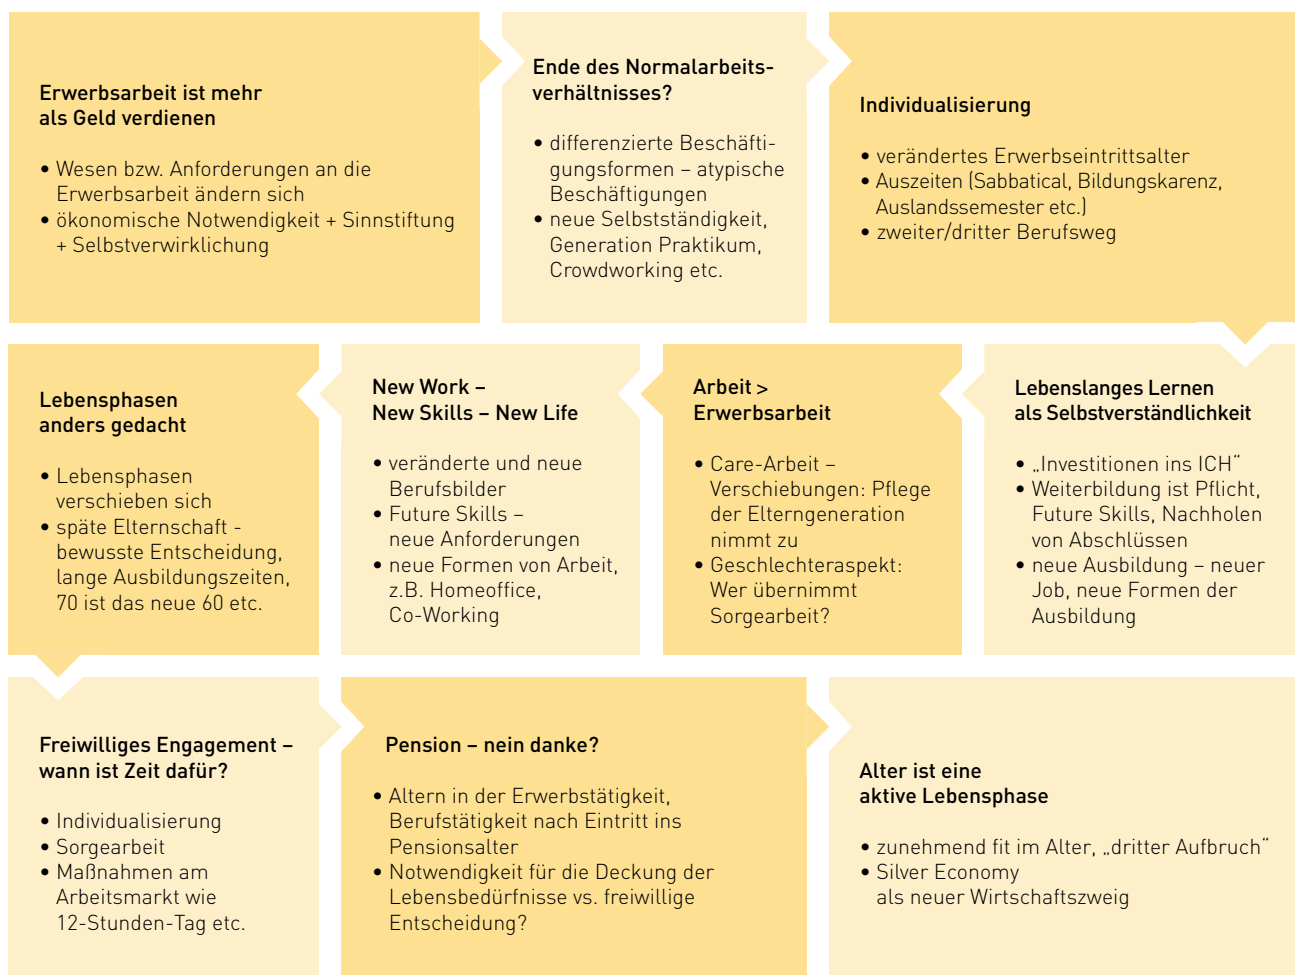 Erwerbsarbeit ist mehr
als Geld verdienen
• Wesen bzw. Anforderungen an die
Erwerbsarbeit ändern sich
• ökonomische Notwendigkeit + Sinnstiftung
+ Selbstverwirklichung
Ende des Normalarbeits-
verhältnisses?
• differenzierte Beschäfti-
gungsformen – atypische
Beschäftigungen
• neue Selbstständigkeit,
Generation Praktikum,
Crowdworking etc.
Individualisierung
• verändertes Erwerbseintrittsalter
• Auszeiten (Sabbatical, Bildungskarenz,
Auslandssemester etc.)
• zweiter/dritter Berufsweg
Lebenslanges Lernen
als Selbstverständlichkeit
• „Investitionen ins ICH“
• Weiterbildung ist Pflicht,
Future Skills, Nachholen
von Abschlüssen
• neue Ausbildung – neuer
Job, neue Formen der
Ausbildung
Arbeit >
Erwerbsarbeit
• Care-Arbeit –
Verschiebungen: Pflege
der Elterngeneration
nimmt zu
• Geschlechteraspekt:
Wer übernimmt
Sorgearbeit?
New Work –
New Skills – New Life
• veränderte und neue
Berufsbilder
• Future Skills –
neue Anforderungen
• neue Formen von Arbeit,
z.B. Homeoffice,
Co-Working
Lebensphasen
anders gedacht
• Lebensphasen
verschieben sich
• späte Elternschaft -
bewusste Entscheidung,
lange Ausbildungszeiten,
70 ist das neue 60 etc.
Freiwilliges Engagement –
wann ist Zeit dafür?
• Individualisierung
• Sorgearbeit
• Maßnahmen am
Arbeitsmarkt wie
12-Stunden-Tag etc.
Pension – nein danke?
• Altern in der Erwerbstätigkeit,
Berufstätigkeit nach Eintritt ins
Pensionsalter
• Notwendigkeit für die Deckung der
Lebensbedürfnisse vs. freiwillige
Entscheidung?
Alter ist eine
aktive Lebensphase
• zunehmend fit im Alter, „dritter Aufbruch“
• Silver Economy
als neuer Wirtschaftszweig